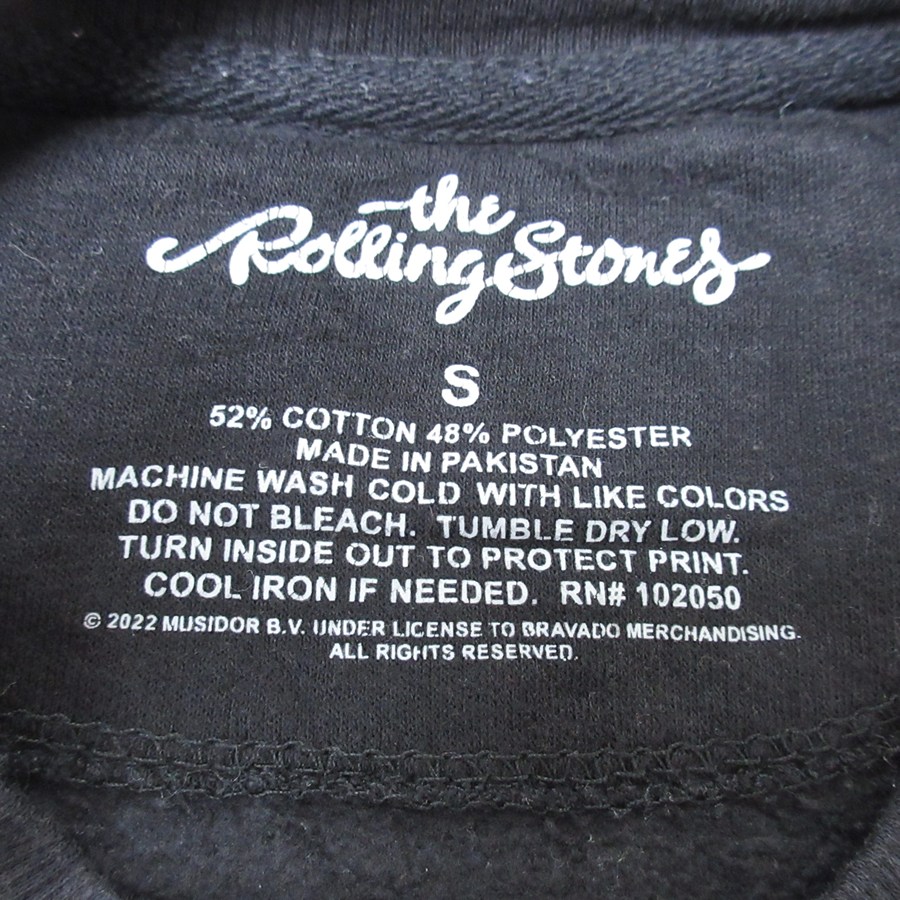 the
Rolling Stones
S
52% COTTON 48% POLYESTER
MADE IN PAKISTAN
MACHINE WASH COLD WITH LIKE COLORS
DO NOT BLEACH. TUMBLE DRY LOW.
TURN INSIDE OUT TO PROTECT PRINT.
COOL IRON IF NEEDED. RN# 102050
© 2022 MUSIDOR B.V. UNDER LICENSE TO BRAVADO MERCHANDISING.
ALL RIGHTS RESERVED.